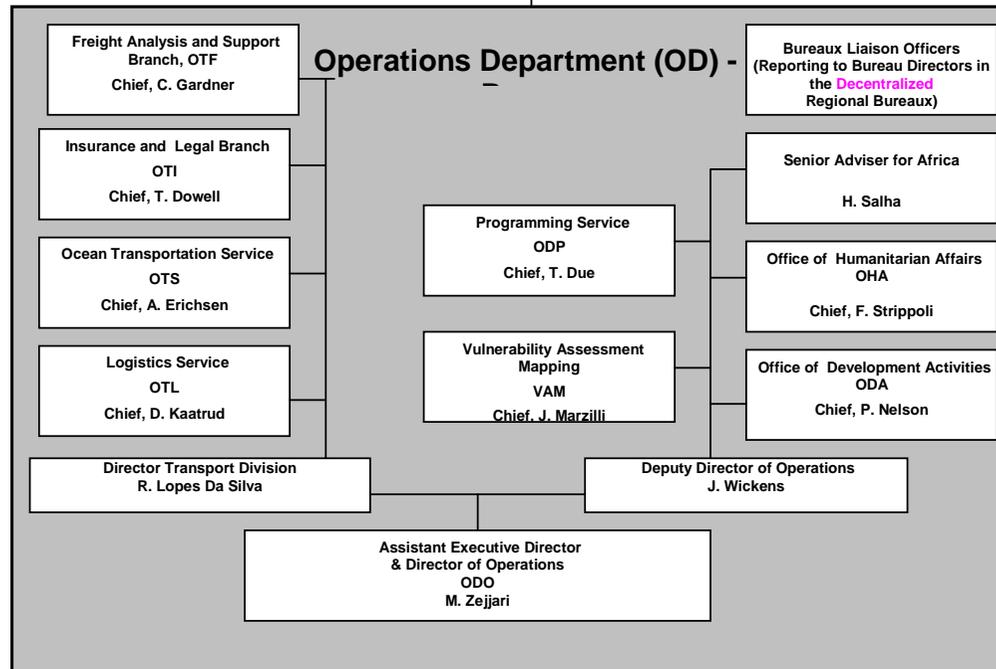 Freight Analysis and Support
Branch, OTF
Chief, C. Gardner
Operations Department (OD) -
Bureaux Liaison Officers
(Reporting to Bureau Directors in
the Decentralized
Regional Bureaux)
Insurance and Legal Branch
OTI
Chief, T. Dowell
Senior Adviser for Africa
H. Salha
Programming Service
ODP
Chief, T. Due
Ocean Transportation Service
OTS
Chief, A. Erichsen
Office of Humanitarian Affairs
OHA
Chief, F. Strippoli
Vulnerability Assessment
Mapping
VAM
Chief, J. Marzilli
Logistics Service
OTL
Chief, D. Kaatrud
Office of Development Activities
ODA
Chief, P. Nelson
Director Transport Division
R. Lopes Da Silva
Deputy Director of Operations
J. Wickens
Assistant Executive Director
& Director of Operations
ODO
M. Zejjari